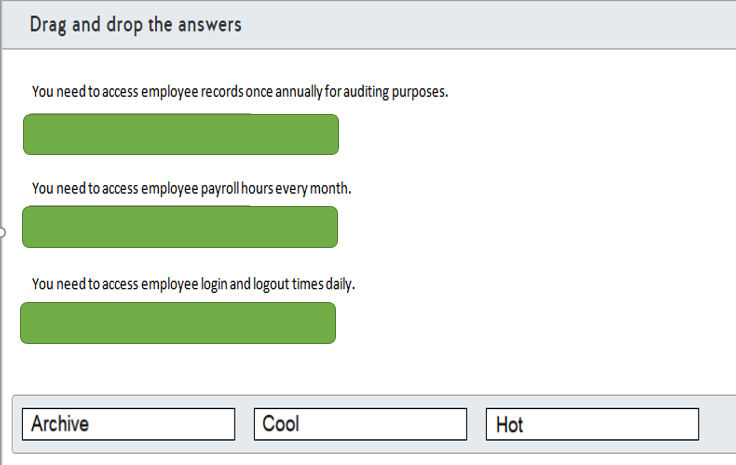 Drag and drop the answers
You need to access employee records once annually for auditing purposes.
You need to access employee payroll hours every month.
You need to access employee login and logout times daily.
Archive Cool Hot